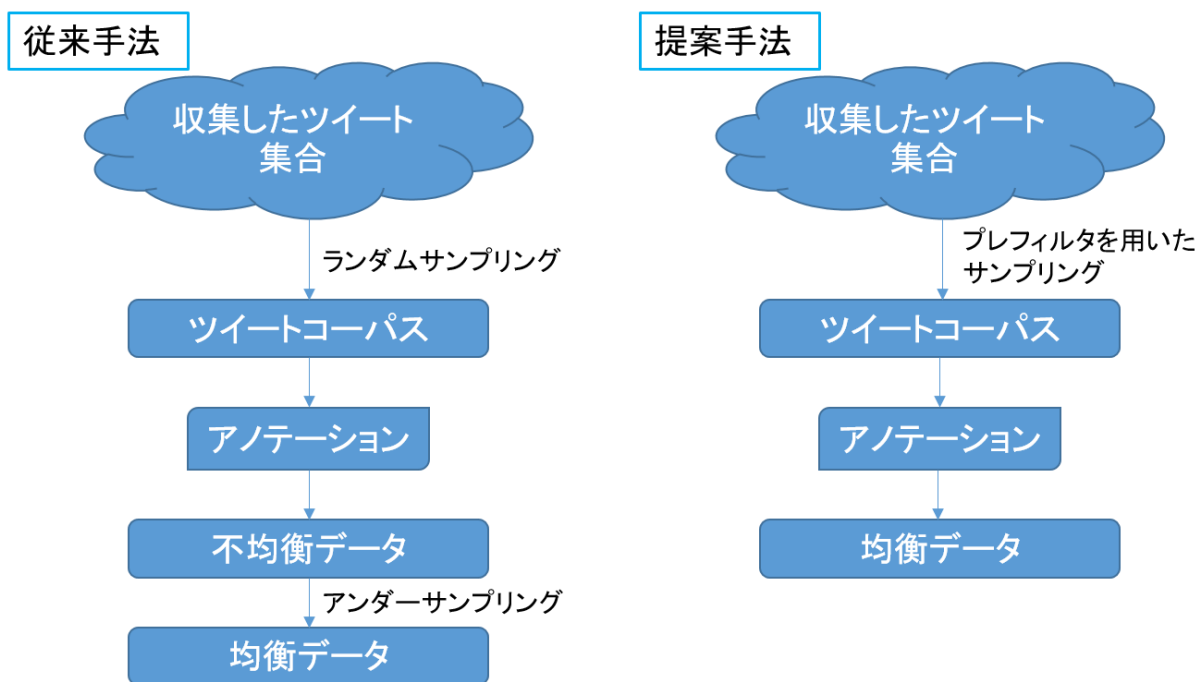 従来手法
収集したツイート
集合
ランダムサンプリング
ツイートコーパス
アノテーション
不均衡データ
アンダーサンプリング
均衡データ
提案手法
収集したツイート
集合
プレフィルタを用いた
サンプリング
ツイートコーパス
アノテーション
均衡データ